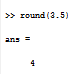 >> round(3.5)
ans =
4